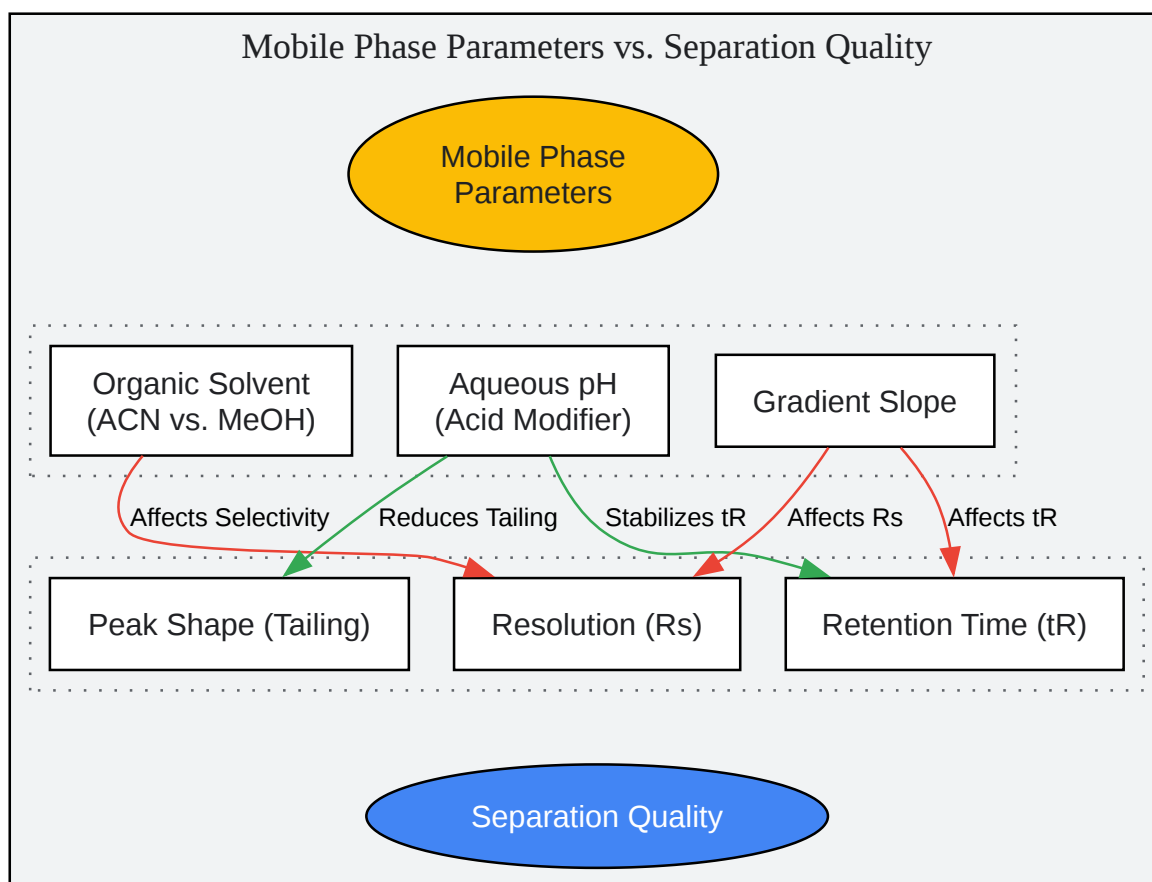 Mobile Phase Parameters vs. Separation Quality
Mobile Phase
Parameters
Organic Solvent
(ACN vs. MeOH)
Aqueous pH
(Acid Modifier)
Gradient Slope
Affects Selectivity
Reduces Tailing
Stabilizes tR
Affects Rs
Affects tR
Peak Shape (Tailing)
Resolution (Rs)
Retention Time (tR)
Separation Quality